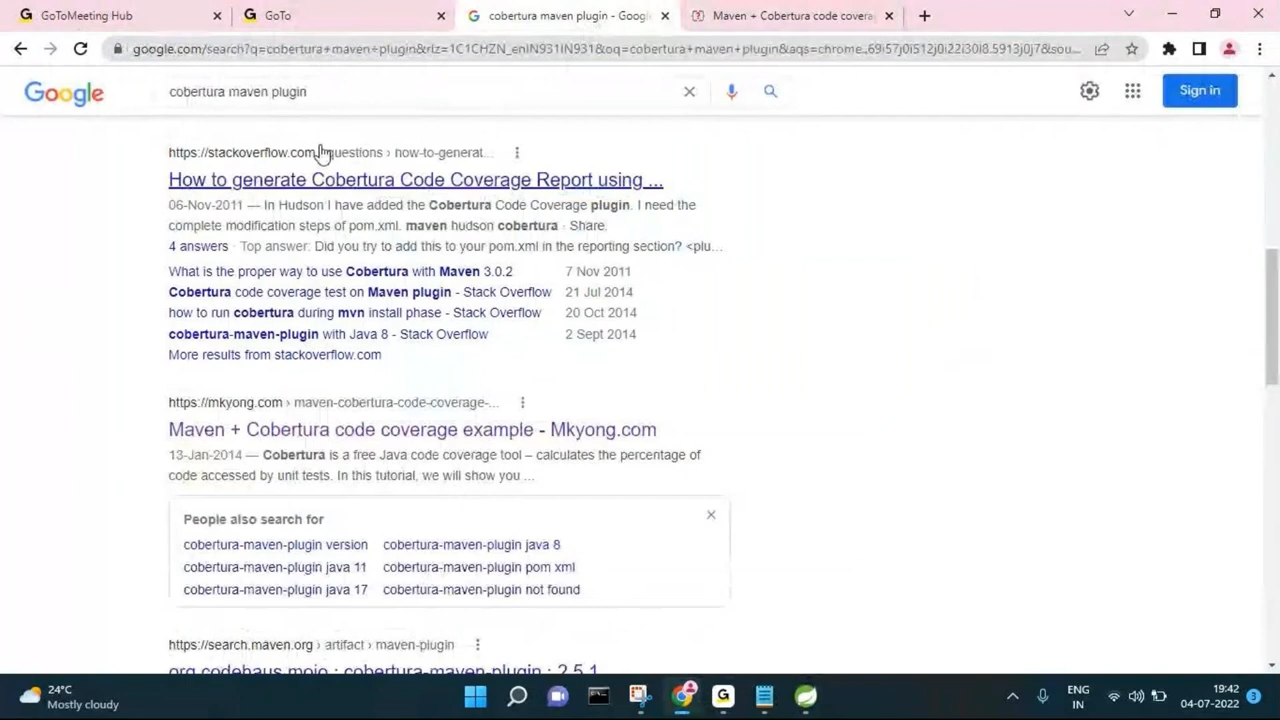 GoToMeeting Hub
GoTo
cobertura maven plugin - Googl
Maven + Cobertura code covera
google.com/search?q=cobertura+maven+plugin&rlz=1C1CHZN_enIN931IN931&oq=cobertura+maven+plugin&aqs=chrome..69i57j0i512j0i22i30l8.5913j0j7&sou...
Google
cobertura maven plugin
Sign in
https://stackoverflow.com › questions › how-to-generat...
How to generate Cobertura Code Coverage Report using ...
06-Nov-2011 — In Hudson I have added the Cobertura Code Coverage plugin. I need the
complete modification steps of pom.xml. maven hudson cobertura · Share.
4 answers · Top answer: Did you try to add this to your pom.xml in the reporting section? <plu...
What is the proper way to use Cobertura with Maven 3.0.2 7 Nov 2011
Cobertura code coverage test on Maven plugin - Stack Overflow 21 Jul 2014
how to run cobertura during mvn install phase - Stack Overflow 20 Oct 2014
cobertura-maven-plugin with Java 8 - Stack Overflow 2 Sept 2014
More results from stackoverflow.com
https://mkyong.com › maven-cobertura-code-coverage-...
Maven + Cobertura code coverage example - Mkyong.com
13-Jan-2014 — Cobertura is a free Java code coverage tool – calculates the percentage of
code accessed by unit tests. In this tutorial, we will show you ...
People also search for
cobertura-maven-plugin version cobertura-maven-plugin java 8
cobertura-maven-plugin java 11 cobertura-maven-plugin pom xml
cobertura-maven-plugin java 17 cobertura-maven-plugin not found
https://search.maven.org › artifact › maven-plugin
org.codehaus.mojo : cobertura-maven-plugin : 2.5.1
24°C
Mostly cloudy
ENG
IN
19:42
04-07-2022
3